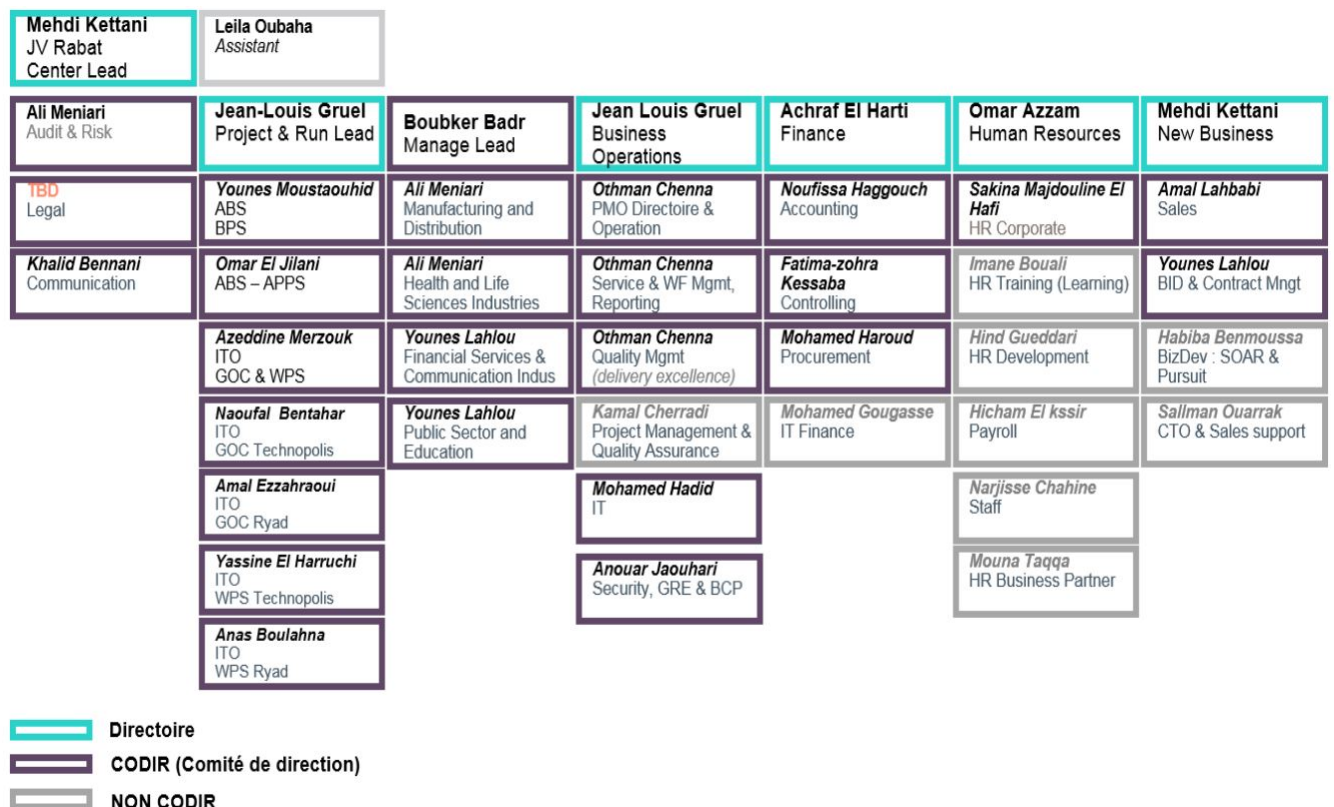 Mehdi Kettani
JV Rabat
Center Lead
Leila Oubaha
Assistant
Ali Meniari
Audit & Risk
TBD
Legal
Khalid Bennani
Communication
Jean-Louis Gruel
Project & Run Lead
Younes Moustaouhid
ABS
BPS
Omar El Jilani
ABS – APPS
Azeddine Merzouk
ITO
GOC & WPS
Naoufal Bentahar
ITO
GOC Technopolis
Amal Ezzahraoui
ITO
GOC Ryad
Yassine El Harruchi
ITO
WPS Technopolis
Anas Boulahna
ITO
WPS Ryad
Boubker Badr
Manage Lead
Ali Meniari
Manufacturing and
Distribution
Ali Meniari
Health and Life
Sciences Industries
Younes Lahlou
Financial Services &
Communication Indus
Younes Lahlou
Public Sector and
Education
Jean Louis Gruel
Business
Operations
Othman Chenna
PMO Directoire &
Operation
Othman Chenna
Service & WF Mgmt,
Reporting
Othman Chenna
Quality Mgmt
(delivery excellence)
Kamal Cherradi
Project Management &
Quality Assurance
Mohamed Hadid
IT
Anouar Jaouhari
Security, GRE & BCP
Achraf El Harti
Finance
Noufissa Haggouch
Accounting
Fatima-zohra
Kessaba
Controlling
Mohamed Haroud
Procurement
Mohamed Gougasse
IT Finance
Omar Azzam
Human Resources
Sakina Majdouline El
Hafi
HR Corporate
Imane Bouali
HR Training (Learning)
Hind Gueddari
HR Development
Hicham El kssir
Payroll
Narjisse Chahine
Staff
Mouna Taqqa
HR Business Partner
Mehdi Kettani
New Business
Amal Lahbabi
Sales
Younes Lahlou
BID & Contract Mngt
Habiba Benmoussa
BizDev : SOAR &
Pursuit
Sallman Ouarrak
CTO & Sales support
Directoire
CODIR (Comité de direction)
NON CODIR